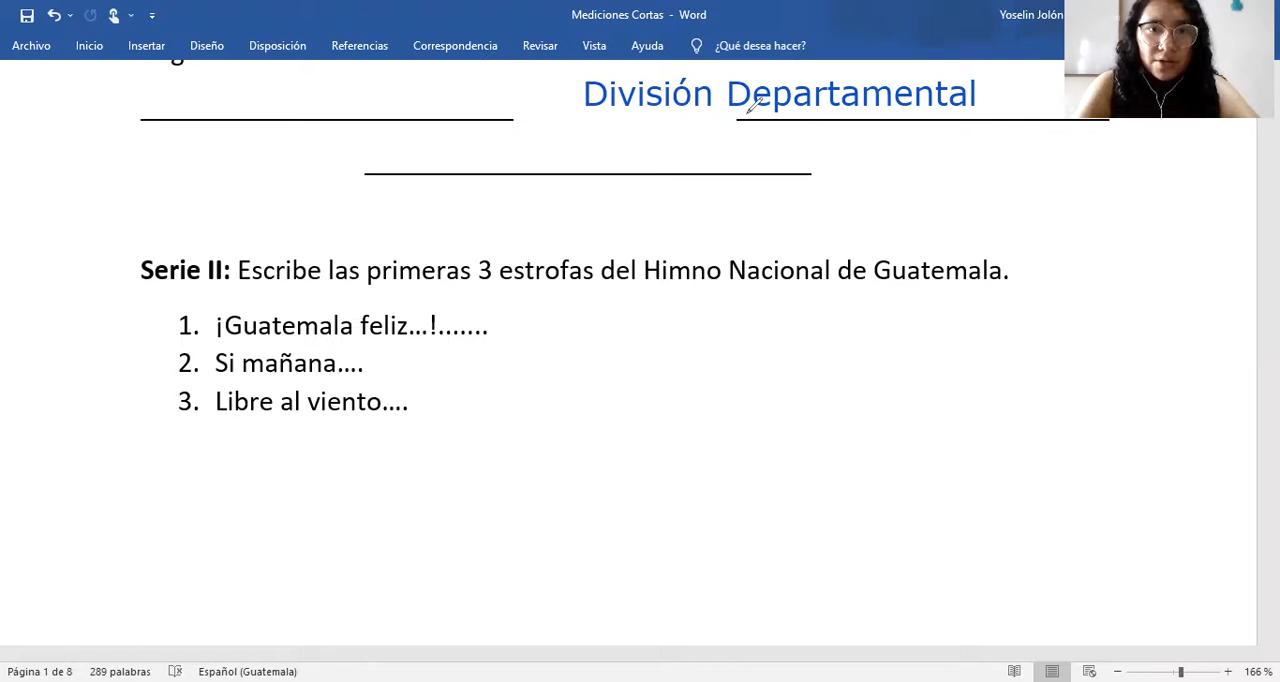 Mediciones Cortas - Word
Yoselin Jolón
Archivo Inicio Insertar Diseño Disposición Referencias Correspondencia Revisar Vista Ayuda ¿Qué desea hacer?
División Departamental
Serie II: Escribe las primeras 3 estrofas del Himno Nacional de Guatemala.
1. ¡Guatemala feliz…!.......
2. Si mañana….
3. Libre al viento….
Página 1 de 8 289 palabras Español (Guatemala) 166 %